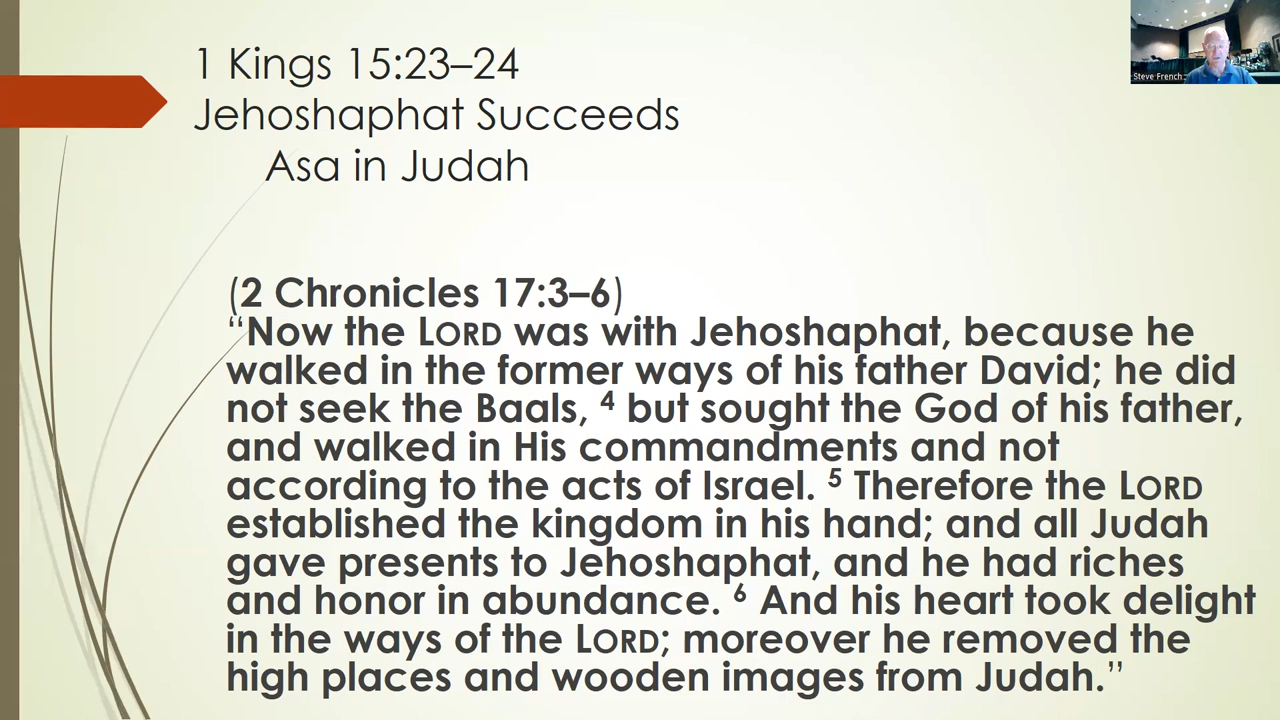 1 Kings 15:23–24
Jehoshaphat Succeeds
Asa in Judah
Steve French
(2 Chronicles 17:3–6)
“Now the LORD was with Jehoshaphat, because he
walked in the former ways of his father David; he did
not seek the Baals, 4 but sought the God of his father,
and walked in His commandments and not
according to the acts of Israel. 5 Therefore the LORD
established the kingdom in his hand; and all Judah
gave presents to Jehoshaphat, and he had riches
and honor in abundance. 6 And his heart took delight
in the ways of the LORD; moreover he removed the
high places and wooden images from Judah.”